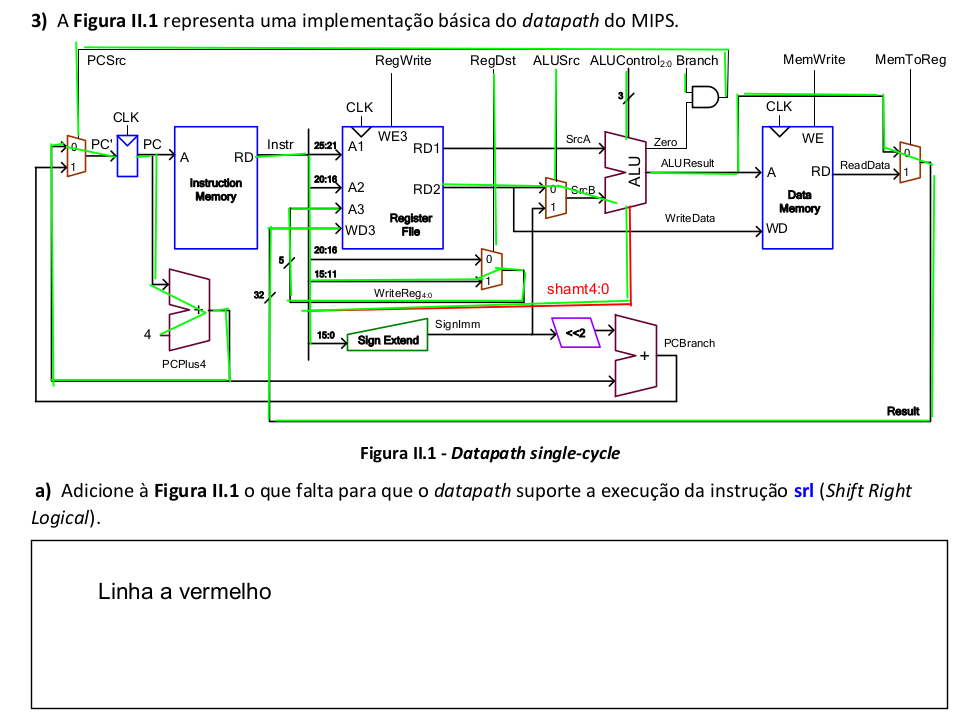 3) A Figura II.1 representa uma implementação básica do datapath do MIPS.
PCSrc RegWrite RegDst ALUSrc ALUControl2:0 Branch MemWrite MemToReg
CLK CLK CLK
3
0 1 PC' PC
A RD Instr
Instruction Memory
25:21 A1 WE3 RD1
20:16 A2 RD2
A3
WD3
Register File
SrcA
0 1 SrcB
ALU Zero
ALUResult
WriteData
A WE RD
Data Memory
WD
ReadData
0 1
20:16 0
15:11 1
5
32
WriteReg4:0
shamt4:0
4 +
PCPlus4
15:0 Sign Extend SignImm
<<2
+
PCBranch
Result
Figura II.1 - Datapath single-cycle
a) Adicione à Figura II.1 o que falta para que o datapath suporte a execução da instrução srl (Shift Right
Logical).
Linha a vermelho